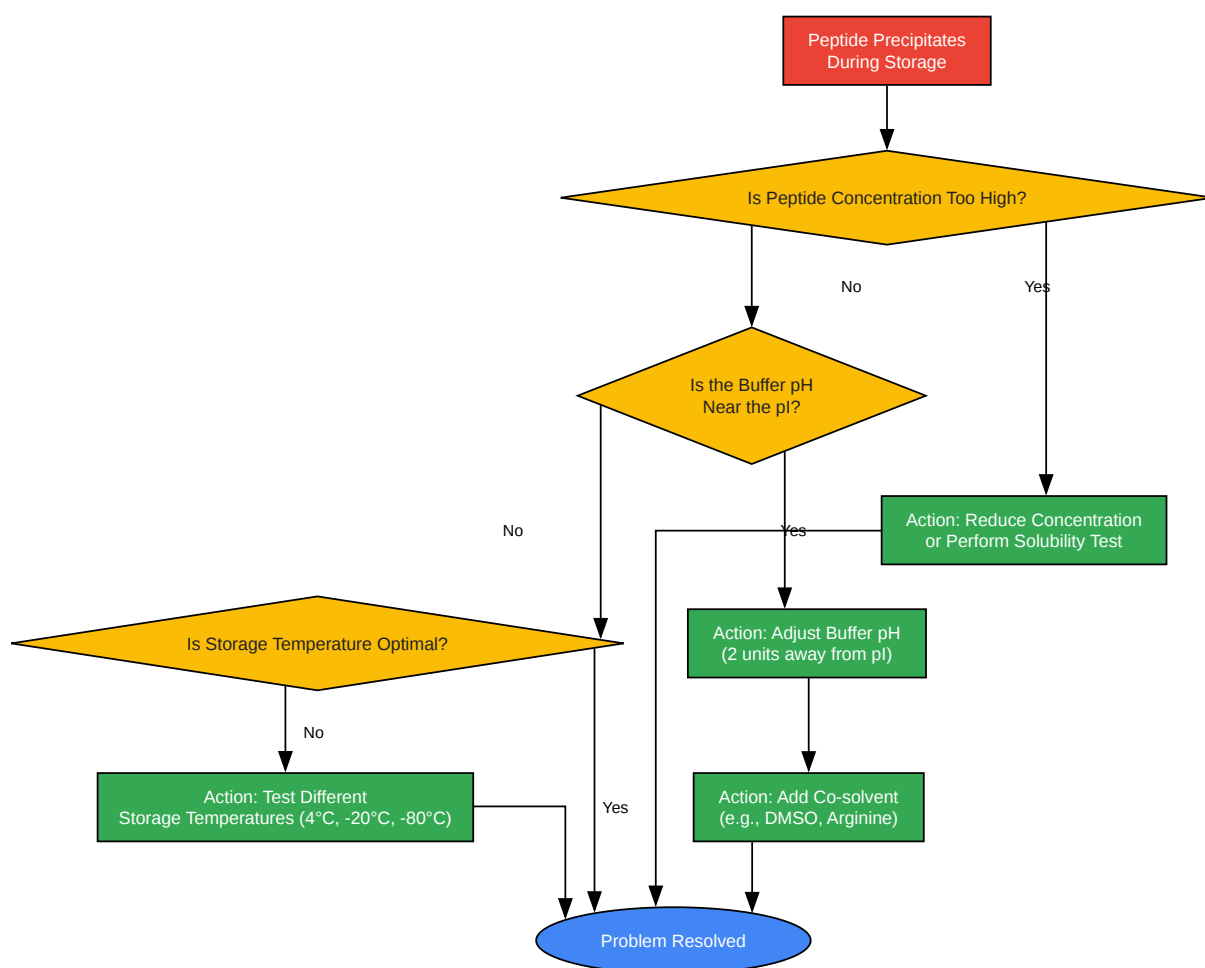 Peptide Precipitates
During Storage
Is Peptide Concentration Too High?
No
Yes
Is the Buffer pH
Near the pI?
No
Yes
Action: Reduce Concentration
or Perform Solubility Test
Is Storage Temperature Optimal?
Action: Adjust Buffer pH
(2 units away from pI)
No
Yes
Action: Test Different
Storage Temperatures (4°C, -20°C, -80°C)
Action: Add Co-solvent
(e.g., DMSO, Arginine)
Problem Resolved